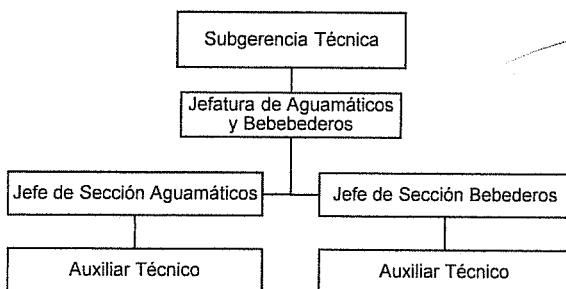 Subgerencia Técnica
Jefatura de Aguamáticos
y Bebebederos
Jefe de Sección Aguamáticos
Jefe de Sección Bebederos
Auxiliar Técnico
Auxiliar Técnico